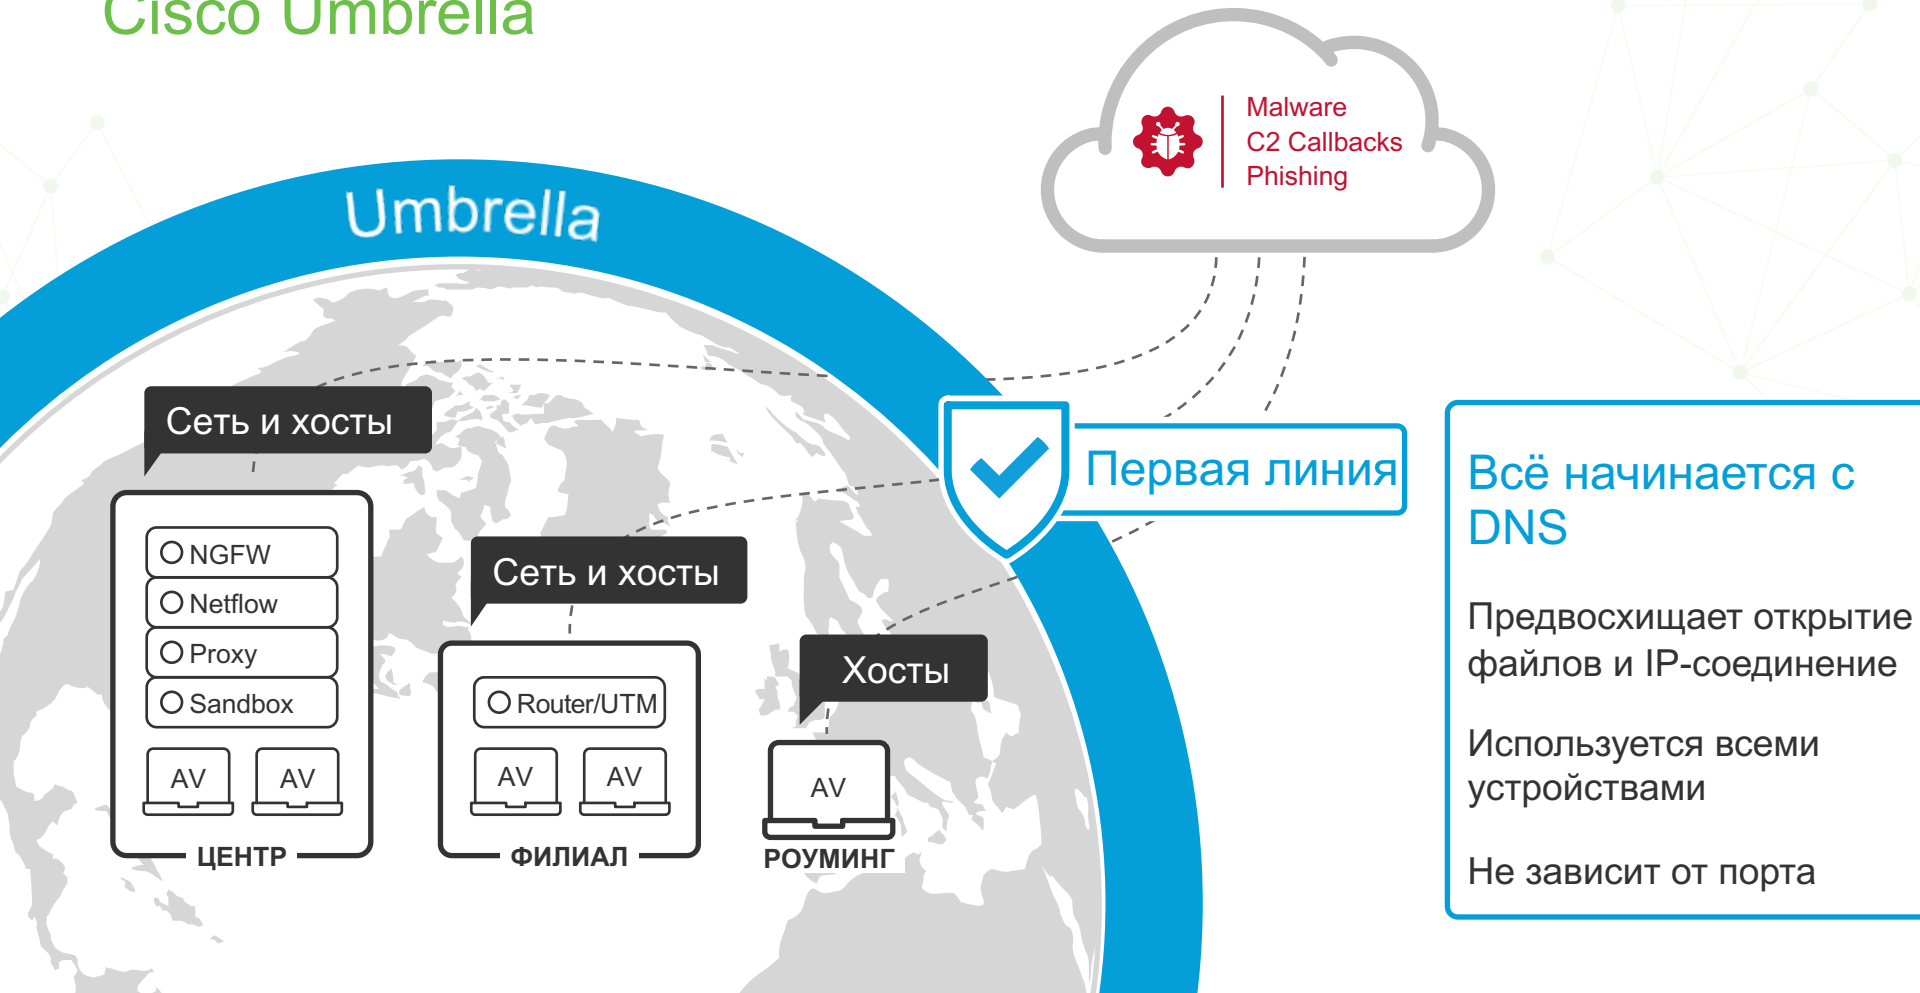 Cisco Umbrella
Malware
C2 Callbacks
Phishing
Umbrella
Сеть и хосты
Первая линия
Всё начинается с
DNS
Предвосхищает открытие
файлов и IP-соединение
Используется всеми
устройствами
Не зависит от порта
NGFW
Netflow
Proxy
Sandbox
AV AV
ЦЕНТР
Сеть и хосты
Router/UTM
AV AV
ФИЛИАЛ
Хосты
AV
РОУМИНГ